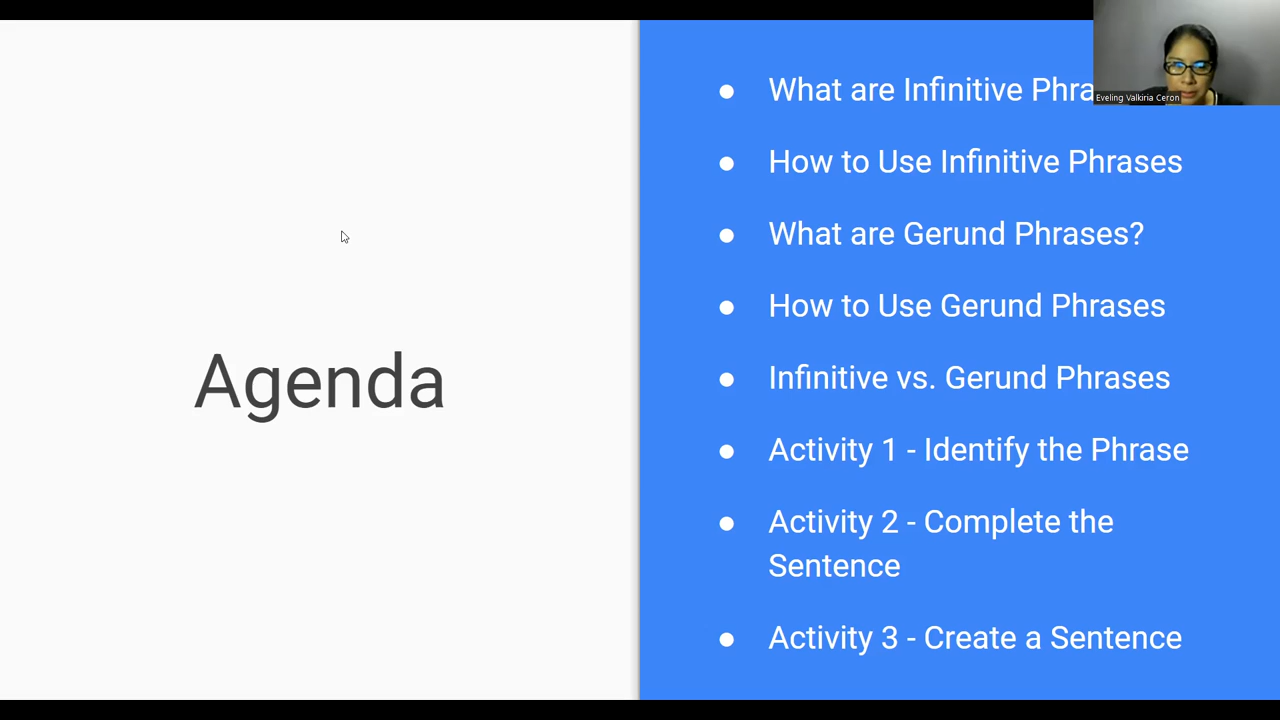 Agenda
● What are Infinitive Phra
● How to Use Infinitive Phrases
● What are Gerund Phrases?
● How to Use Gerund Phrases
● Infinitive vs. Gerund Phrases
● Activity 1 - Identify the Phrase
● Activity 2 - Complete the
Sentence
● Activity 3 - Create a Sentence
Eveling Valkiria Ceron